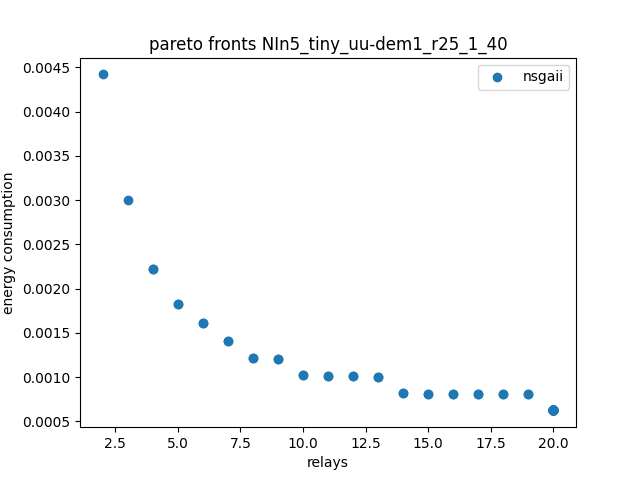 pareto fronts NIn5_tiny_uu-dem1_r25_1_40
nsgaii
0.0045
0.0040
0.0035
0.0030
0.0025
0.0020
0.0015
0.0010
0.0005
energy consumption
2.5 5.0 7.5 10.0 12.5 15.0 17.5 20.0
relays